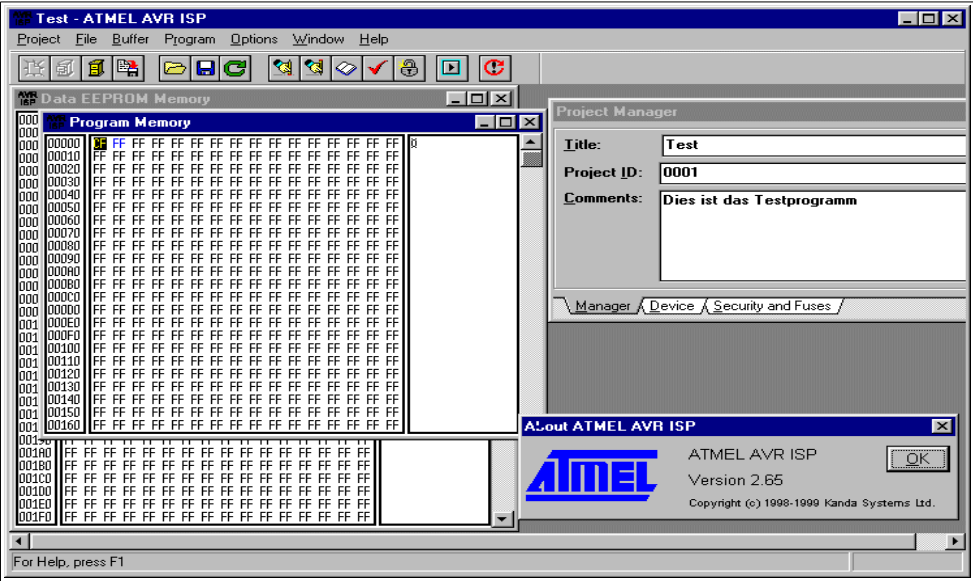 Test - ATMEL AVR ISP
Project File Buffer Program Options Window Help
Data EEPROM Memory
Program Memory
00000 FF FF FF FF FF FF FF FF FF FF FF FF FF FF FF
00010 FF FF FF FF FF FF FF FF FF FF FF FF FF FF FF FF
00020 FF FF FF FF FF FF FF FF FF FF FF FF FF FF FF FF
00030 FF FF FF FF FF FF FF FF FF FF FF FF FF FF FF FF
00040 FF FF FF FF FF FF FF FF FF FF FF FF FF FF FF FF
00050 FF FF FF FF FF FF FF FF FF FF FF FF FF FF FF FF
00060 FF FF FF FF FF FF FF FF FF FF FF FF FF FF FF FF
00070 FF FF FF FF FF FF FF FF FF FF FF FF FF FF FF FF
00080 FF FF FF FF FF FF FF FF FF FF FF FF FF FF FF FF
00090 FF FF FF FF FF FF FF FF FF FF FF FF FF FF FF FF
000A0 FF FF FF FF FF FF FF FF FF FF FF FF FF FF FF FF
000B0 FF FF FF FF FF FF FF FF FF FF FF FF FF FF FF FF
000C0 FF FF FF FF FF FF FF FF FF FF FF FF FF FF FF FF
000D0 FF FF FF FF FF FF FF FF FF FF FF FF FF FF FF FF
000E0 FF FF FF FF FF FF FF FF FF FF FF FF FF FF FF FF
000F0 FF FF FF FF FF FF FF FF FF FF FF FF FF FF FF FF
00100 FF FF FF FF FF FF FF FF FF FF FF FF FF FF FF FF
00110 FF FF FF FF FF FF FF FF FF FF FF FF FF FF FF FF
00120 FF FF FF FF FF FF FF FF FF FF FF FF FF FF FF FF
00130 FF FF FF FF FF FF FF FF FF FF FF FF FF FF FF FF
00140 FF FF FF FF FF FF FF FF FF FF FF FF FF FF FF FF
00150 FF FF FF FF FF FF FF FF FF FF FF FF FF FF FF FF
00160 FF FF FF FF FF FF FF FF FF FF FF FF FF FF FF FF
001A0 FF FF FF FF FF FF FF FF FF FF FF FF FF FF FF FF
001B0 FF FF FF FF FF FF FF FF FF FF FF FF FF FF FF FF
001C0 FF FF FF FF FF FF FF FF FF FF FF FF FF FF FF FF
001D0 FF FF FF FF FF FF FF FF FF FF FF FF FF FF FF FF
001E0 FF FF FF FF FF FF FF FF FF FF FF FF FF FF FF FF
001F0 FF FF FF FF FF FF FF FF FF FF FF FF FF FF FF FF
Project Manager
Title: Test
Project ID: 0001
Comments: Dies ist das Testprogramm
Manager Device Security and Fuses
About ATMEL AVR ISP
ATMEL
ATMEL AVR ISP
OK
Version 2.65
Copyright (c) 1998-1999 Kanda Systems Ltd.
For Help, press F1